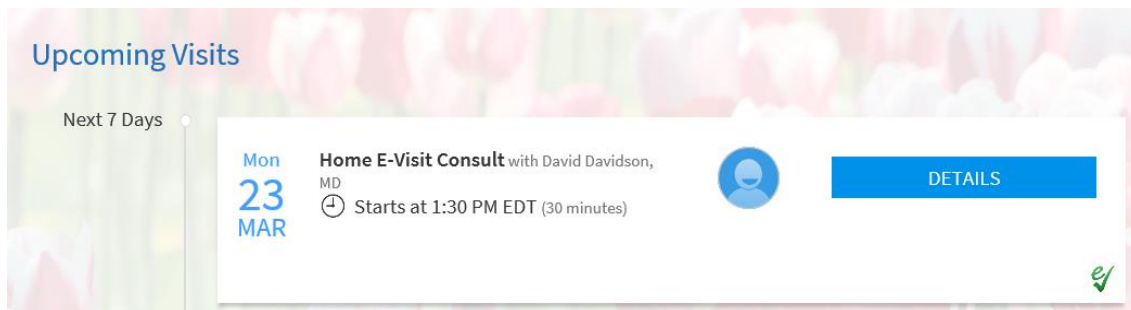 Upcoming Visits
Next 7 Days
Mon
23
MAR
Home E-Visit Consult with David Davidson,
MD
Starts at 1:30 PM EDT (30 minutes)
DETAILS